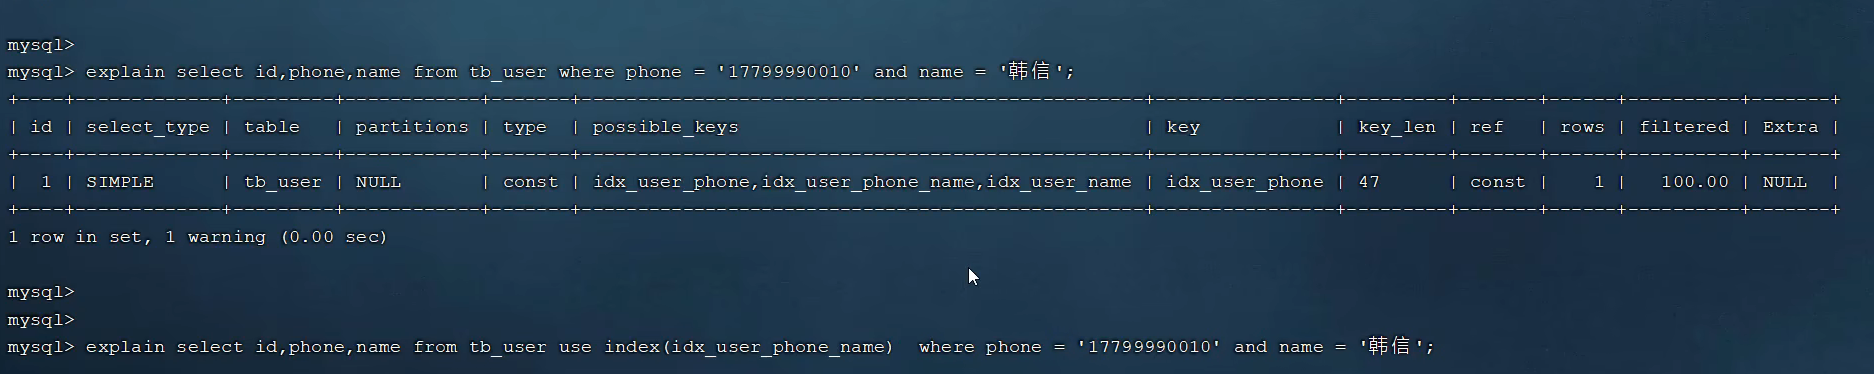 mysql>
mysql> explain select id,phone,name from tb_user where phone = '17799990010' and name = '韩信';
+----+-------------+---------+------------+-------+--------------------------------------------------+----------------+---------+-------+------+----------+-------+
| id | select_type | table   | partitions | type  | possible_keys                                    | key            | key_len | ref   | rows | filtered | Extra |
+----+-------------+---------+------------+-------+--------------------------------------------------+----------------+---------+-------+------+----------+-------+
|  1 | SIMPLE      | tb_user | NULL       | const | idx_user_phone,idx_user_phone_name,idx_user_name | idx_user_phone | 47      | const |    1 |   100.00 | NULL  |
+----+-------------+---------+------------+-------+--------------------------------------------------+----------------+---------+-------+------+----------+-------+
1 row in set, 1 warning (0.00 sec)
mysql>
mysql>
mysql> explain select id,phone,name from tb_user use index(idx_user_phone_name)  where phone = '17799990010' and name = '韩信';